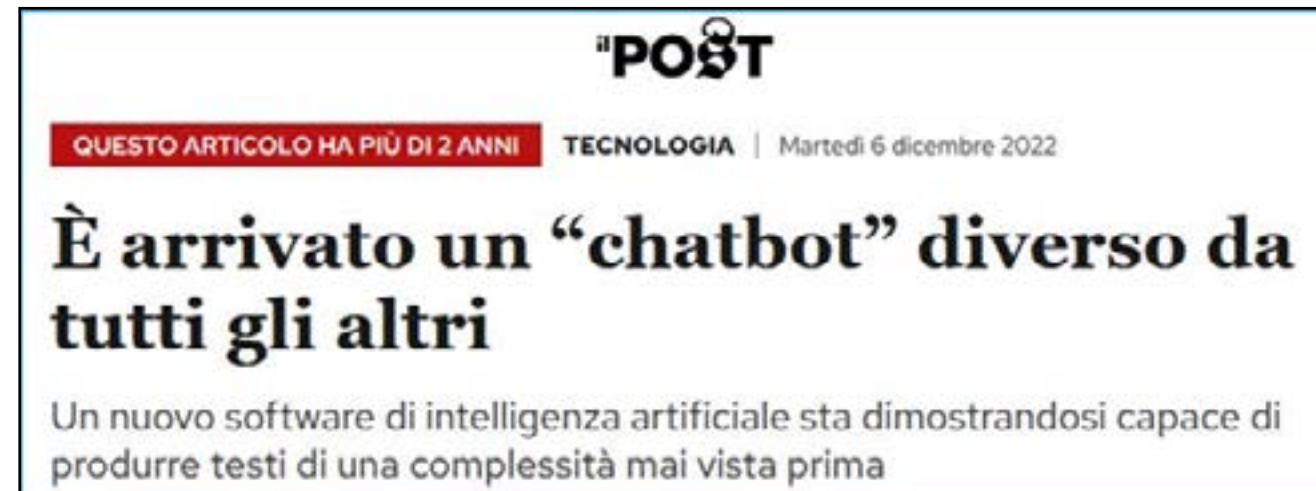 il POST
QUESTO ARTICOLO HA PIÙ DI 2 ANNI TECNOLOGIA | Martedì 6 dicembre 2022
È arrivato un “chatbot” diverso da
tutti gli altri
Un nuovo software di intelligenza artificiale sta dimostrandosi capace di
produrre testi di una complessità mai vista prima